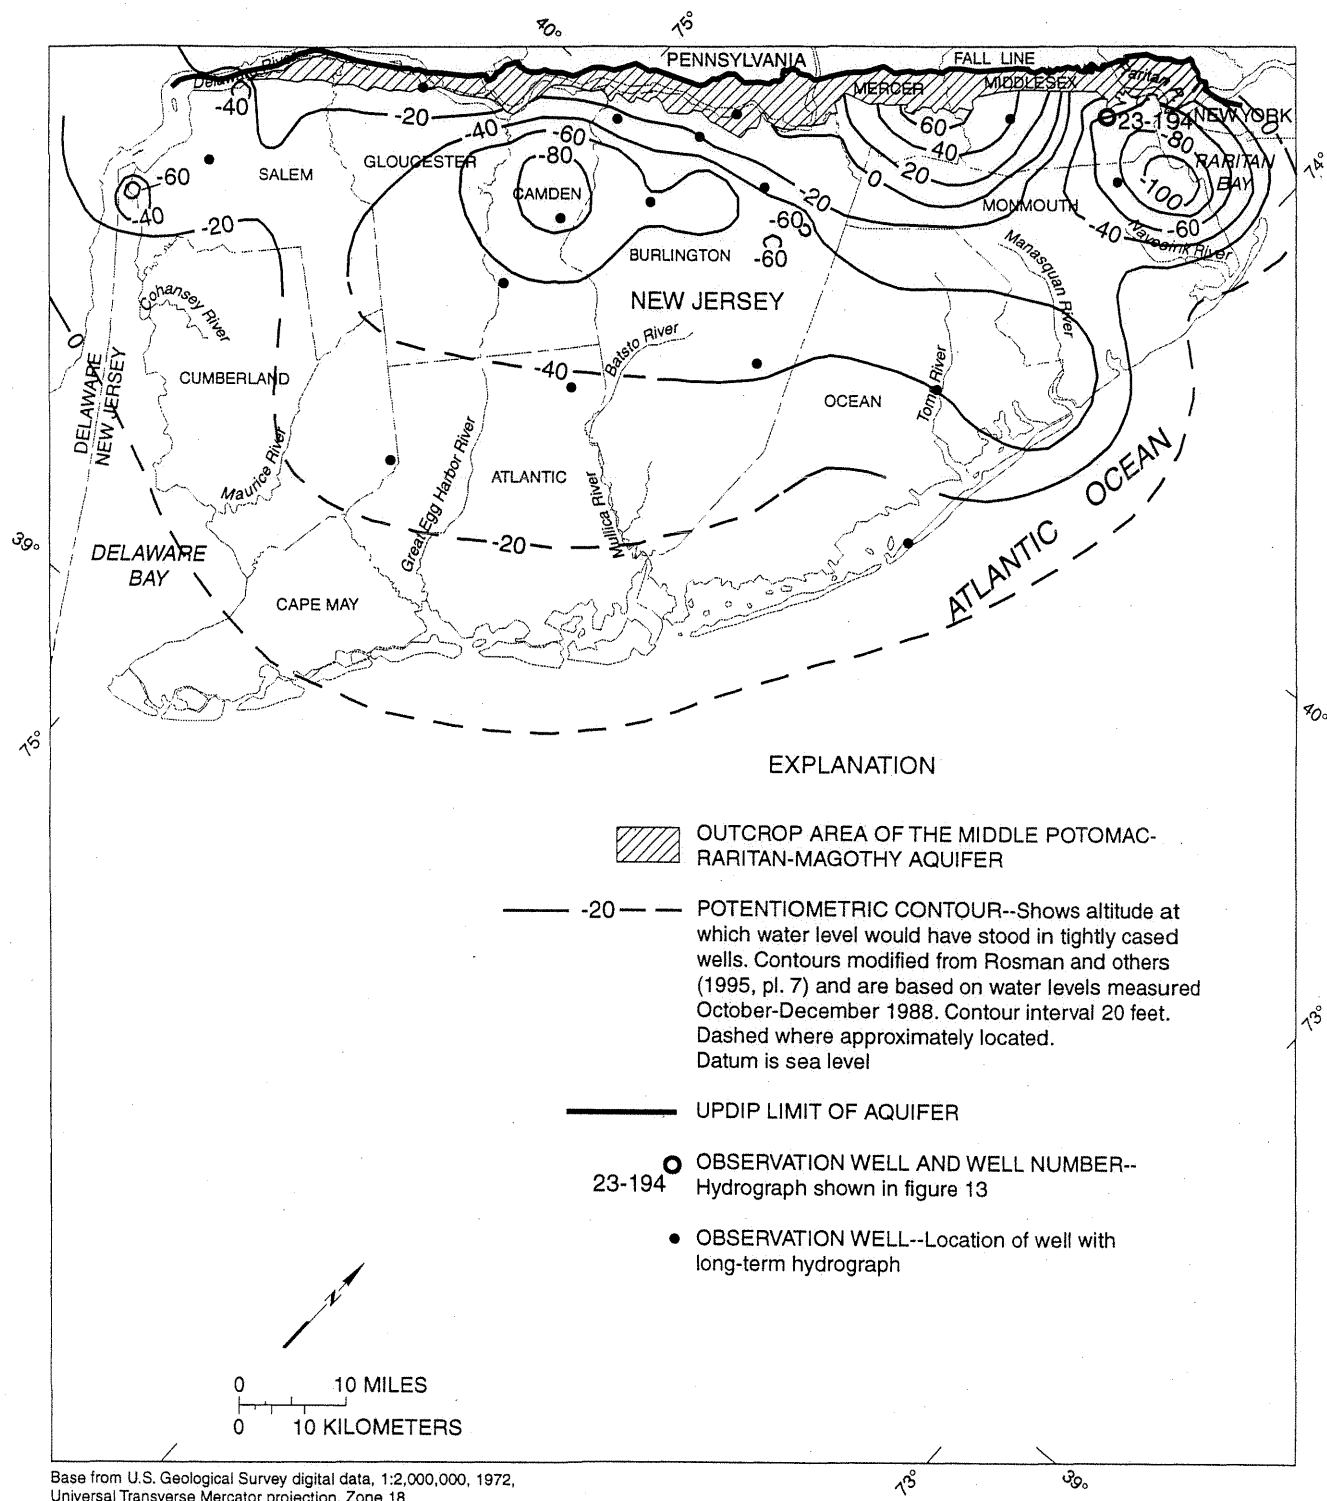 40°
75°
PENNSYLVANIA
FALL LINE
Delaware River
MERCER
MIDDLESEX
Raritan R
-40
-20
60
23-194
NEW YORK
0
-40
-60
-80
40
-80
RARITAN
BAY
74°
GLOUCESTER
SALEM
-60
CAMDEN
20
0
-20
-100
-40
-20
MONMOUTH
-60
-40
-60
Navesink River
BURLINGTON
-60
Manasquan River
NEW JERSEY
Cohansey River
0
Batsto River
DELAWARE
NEW JERSEY
CUMBERLAND
-40
Toms River
OCEAN
Maurice River
Great Egg Harbor River
ATLANTIC
Mullica River
ATLANTIC OCEAN
39°
DELAWARE
BAY
-20
CAPE MAY
75°
40°
EXPLANATION
OUTCROP AREA OF THE MIDDLE POTOMAC-
RARITAN-MAGOTHY AQUIFER
-20
POTENTIOMETRIC CONTOUR--Shows altitude at
which water level would have stood in tightly cased
wells. Contours modified from Rosman and others
(1995, pl. 7) and are based on water levels measured
October-December 1988. Contour interval 20 feet.
Dashed where approximately located.
Datum is sea level
73°
UPDIP LIMIT OF AQUIFER
23-194
OBSERVATION WELL AND WELL NUMBER--
Hydrograph shown in figure 13
OBSERVATION WELL--Location of well with
long-term hydrograph
N
0 10 MILES
0 10 KILOMETERS
73°
39°
Base from U.S. Geological Survey digital data, 1:2,000,000, 1972,
Universal Transverse Mercator projection, Zone 18